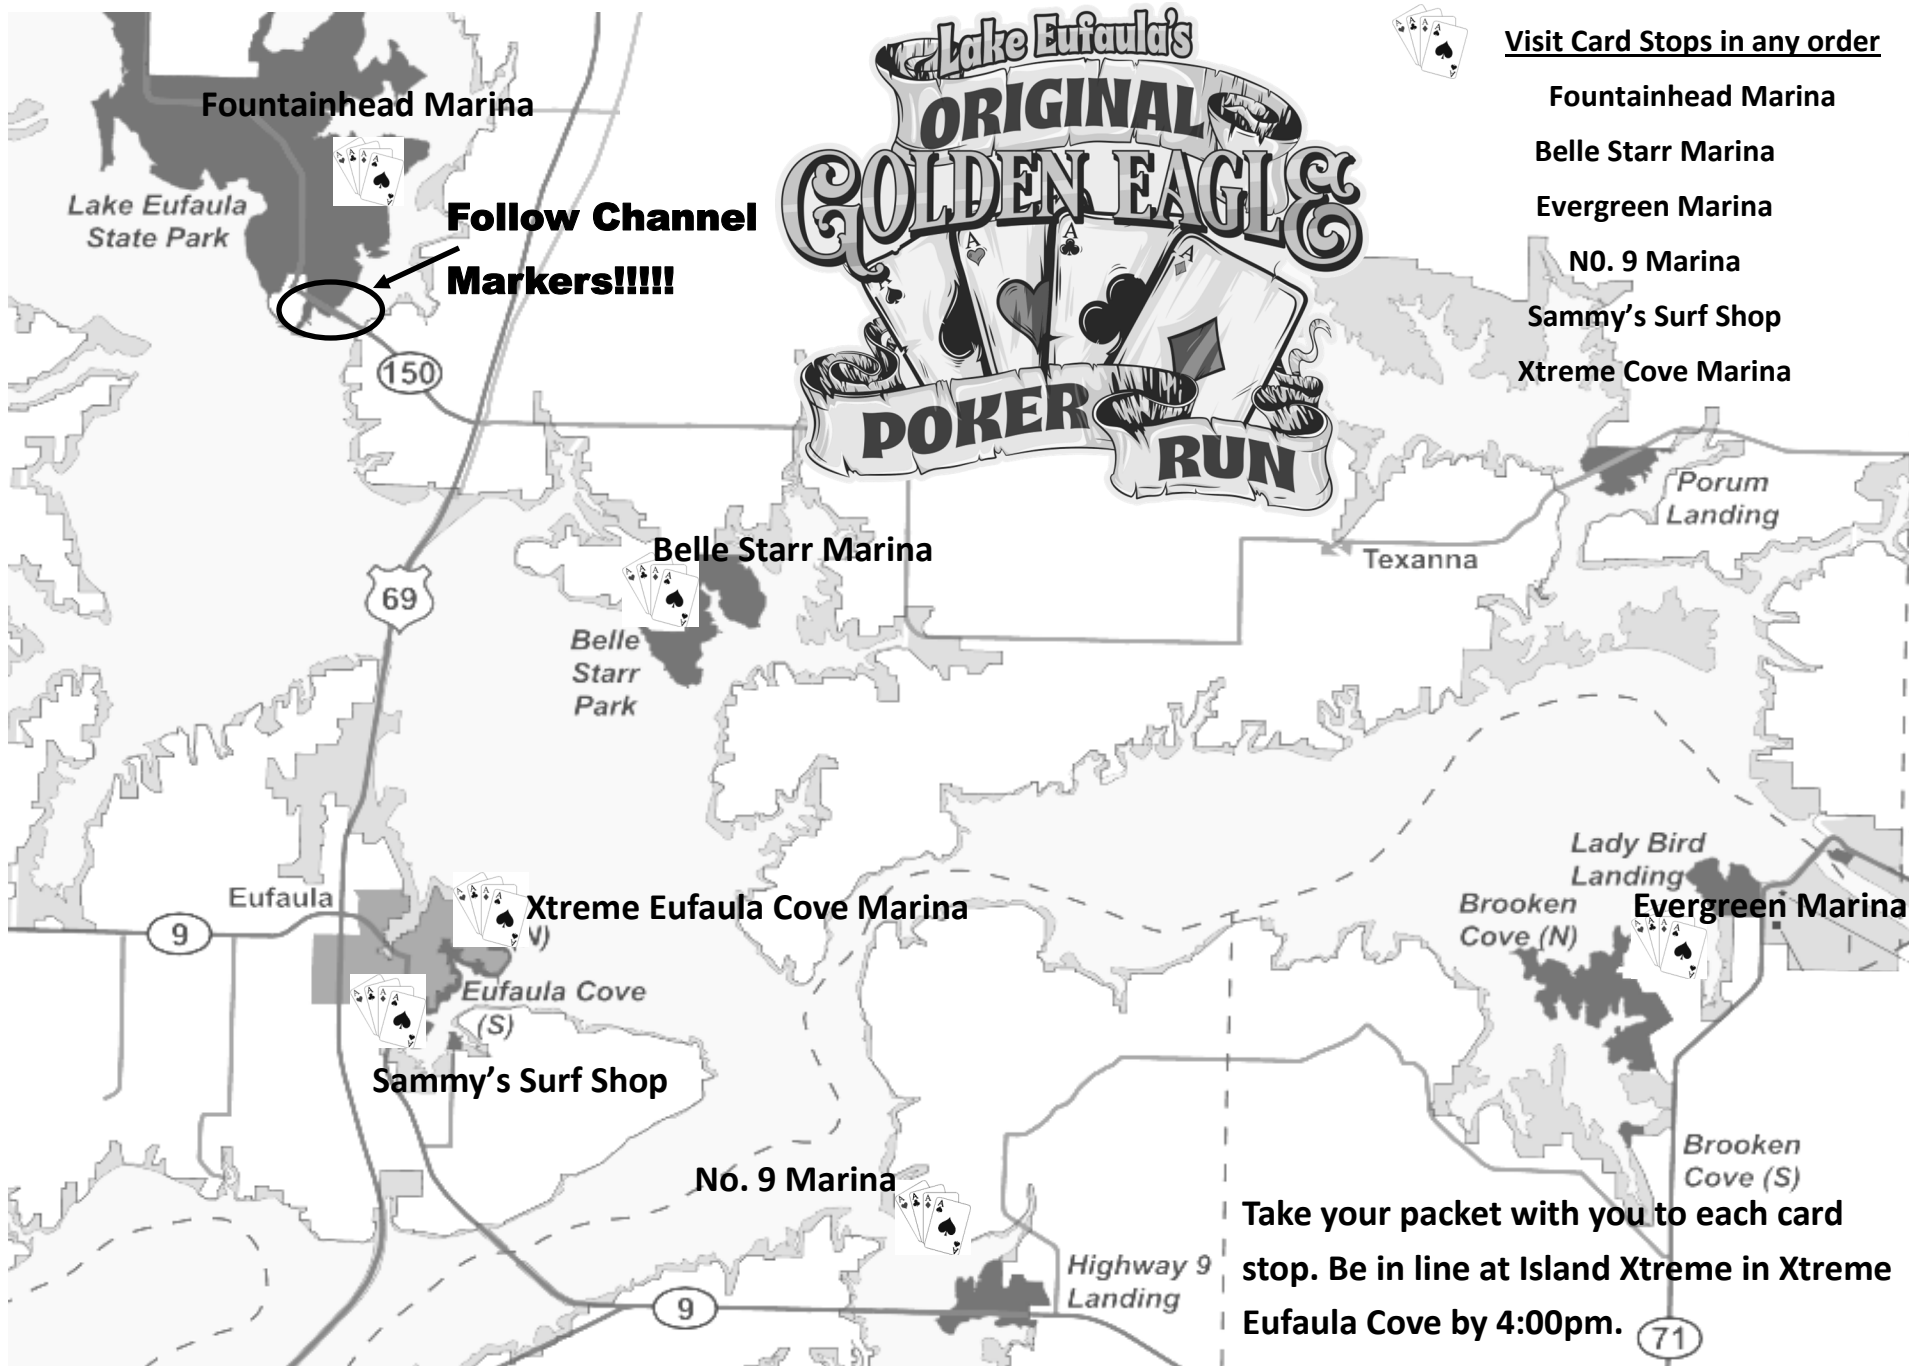 Lake Eufaula's
ORIGINAL
GOLDEN EAGLE
POKER
RUN
Visit Card Stops in any order
Fountainhead Marina
Belle Starr Marina
Evergreen Marina
N0. 9 Marina
Sammy’s Surf Shop
Xtreme Cove Marina
Fountainhead Marina
Lake Eufaula
State Park
Follow Channel
Markers!!!!!
150
Porum
Landing
Texanna
Belle Starr Marina
69
Belle
Starr
Park
Lady Bird
Landing
Eufaula
Xtreme Eufaula Cove Marina
N)
Brooken
Cove (N)
Evergreen Marina
9
Eufaula Cove
(S)
Sammy’s Surf Shop
Brooken
Cove (S)
No. 9 Marina
Highway 9
Landing
9
Take your packet with you to each card
stop. Be in line at Island Xtreme in Xtreme
Eufaula Cove by 4:00pm.
71